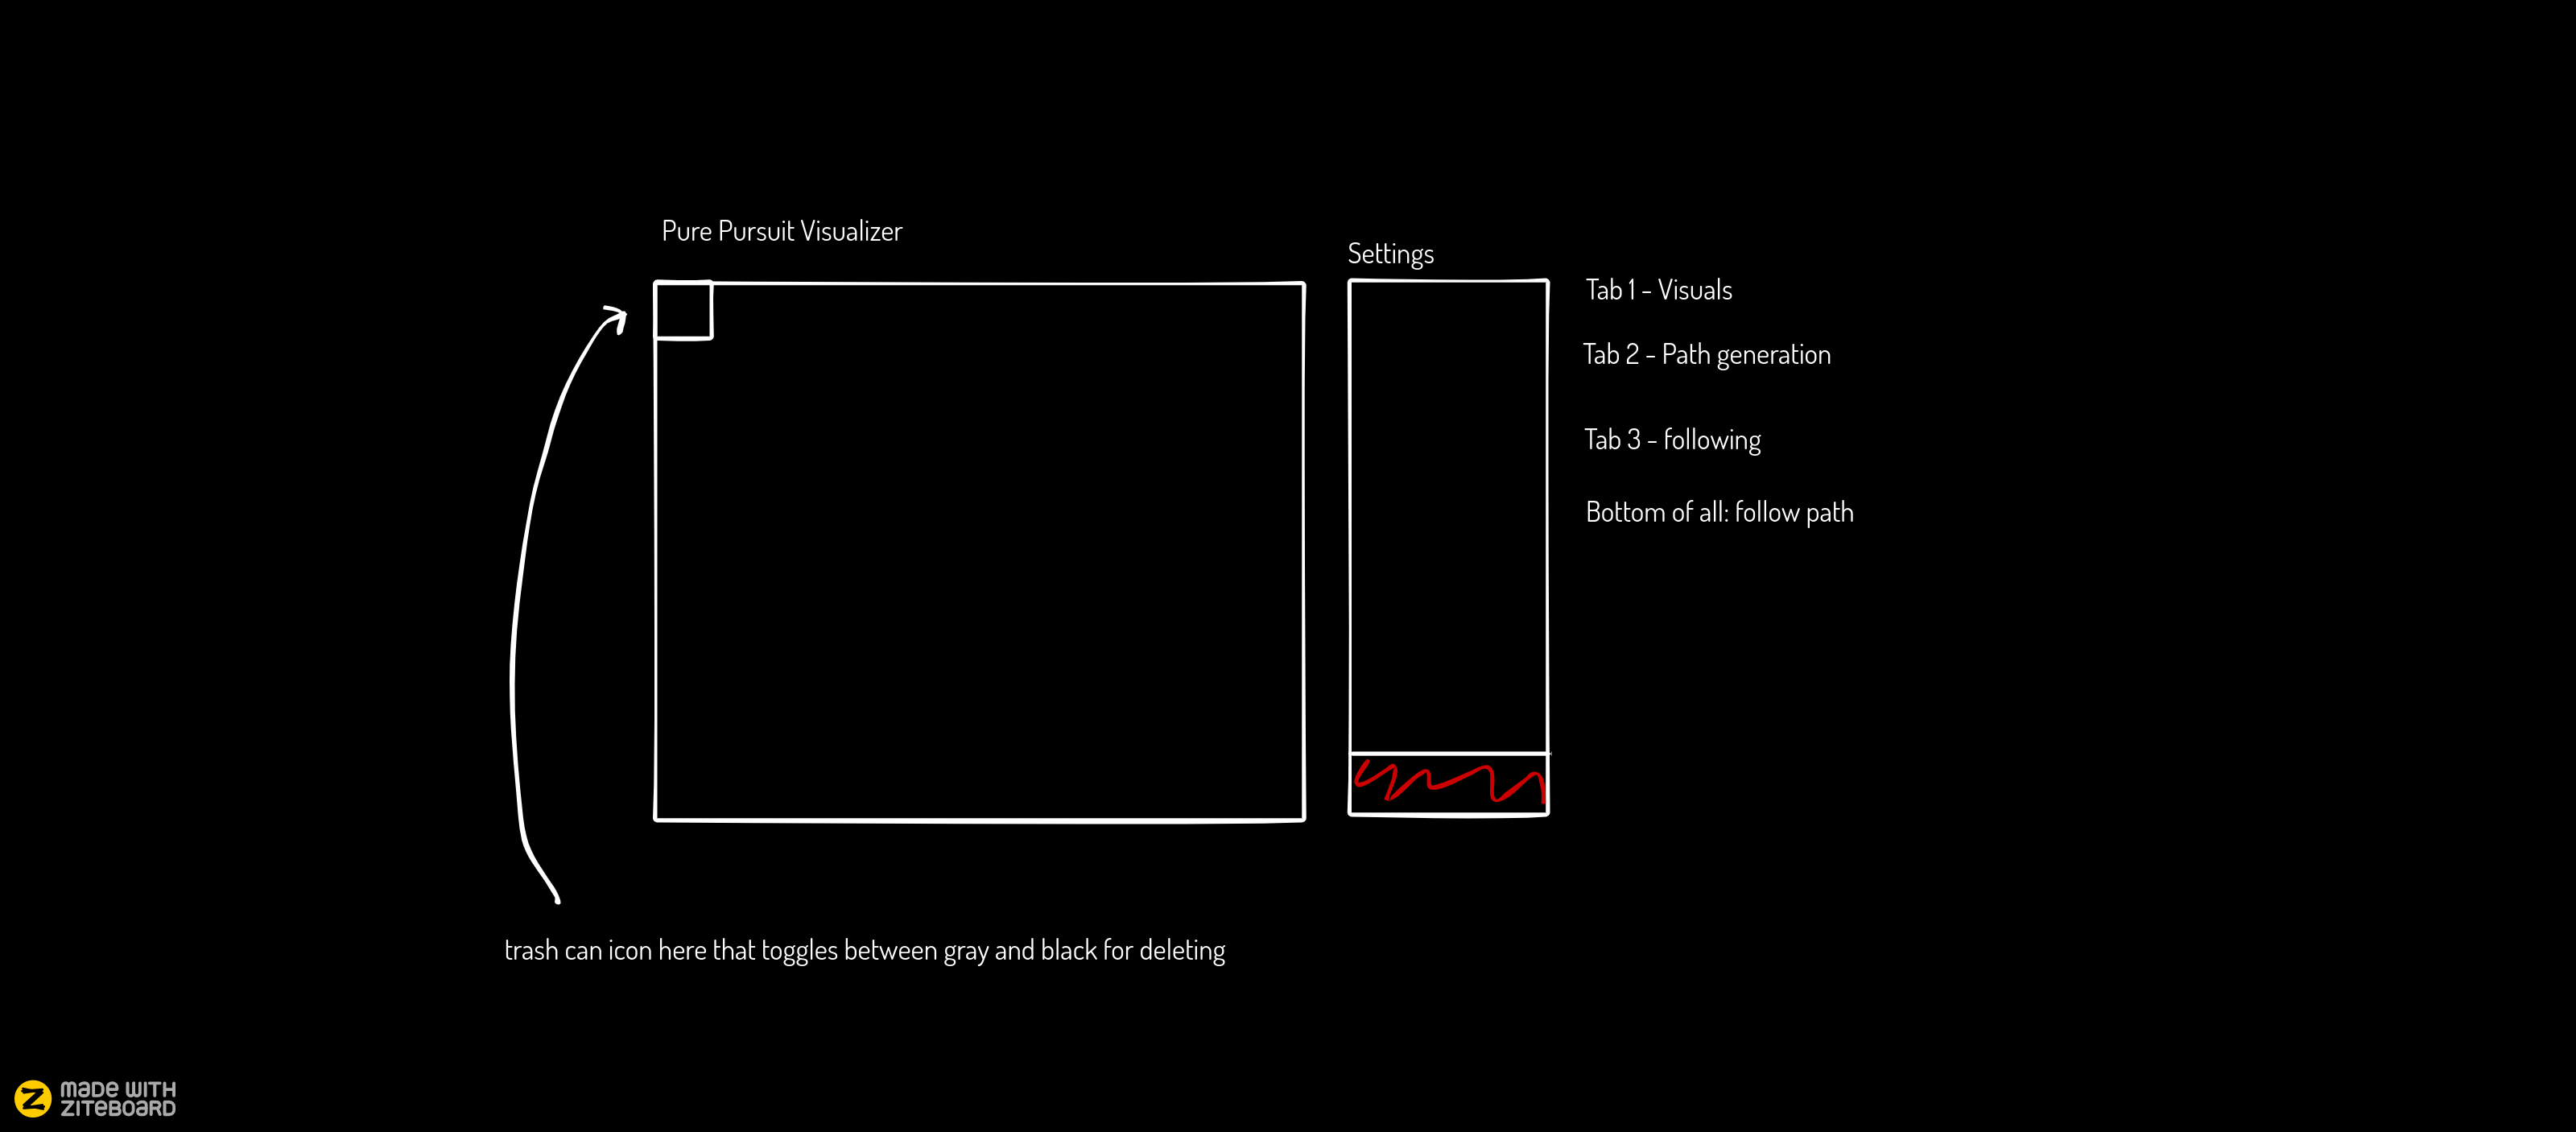 Pure Pursuit Visualizer
Settings
Tab 1 - Visuals
Tab 2 - Path generation
Tab 3 - following
Bottom of all: follow path
trash can icon here that toggles between gray and black for deleting
Z
MADE WITH
ZITEBOARD